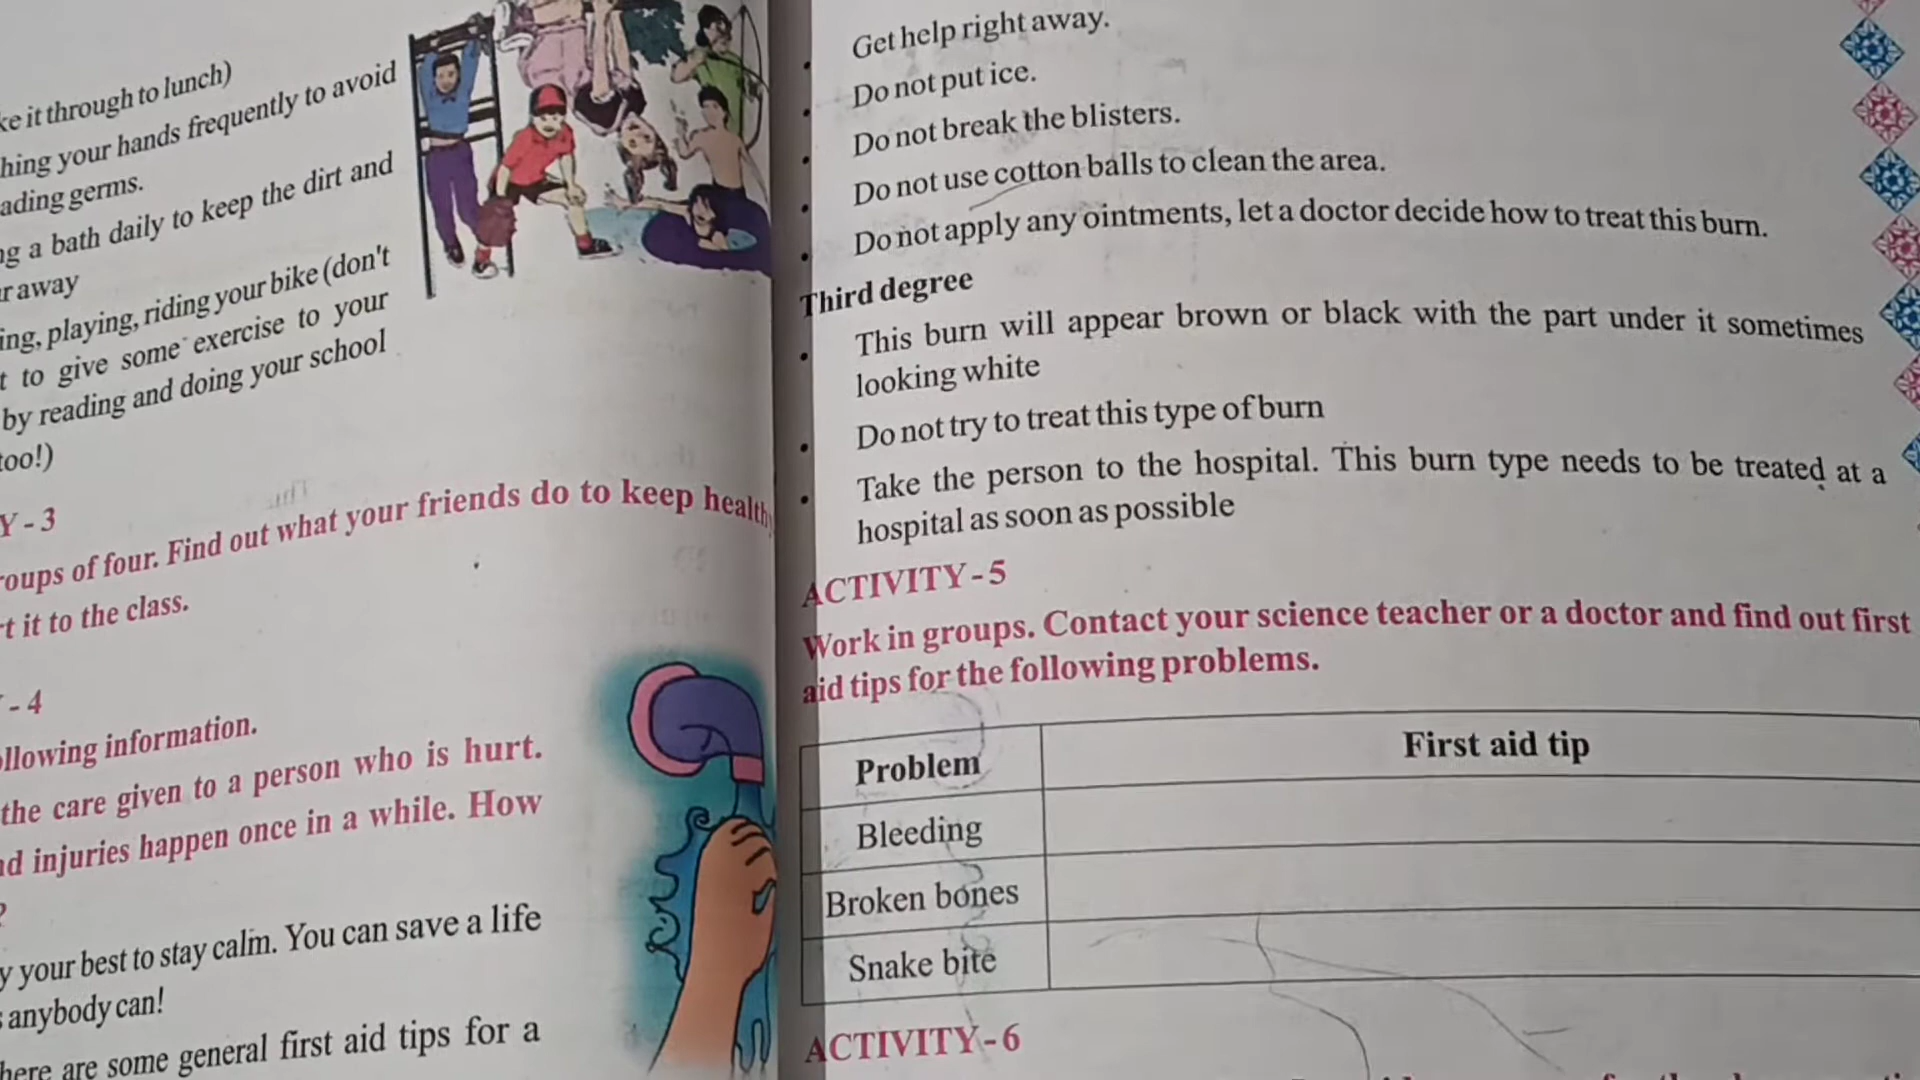 ke it through to lunch)
hing your hands frequently to avoid
ading germs.
ng a bath daily to keep the dirt and
r away
ing, playing, riding your bike (don't
t to give some exercise to your
by reading and doing your school
too!)
Y - 3
roups of four. Find out what your friends do to keep health
t it to the class.
- 4
llowing information.
the care given to a person who is hurt.
nd injuries happen once in a while. How
?
y your best to stay calm. You can save a life
anybody can!
here are some general first aid tips for a
• Get help right away.
• Do not put ice.
• Do not break the blisters.
• Do not use cotton balls to clean the area.
• Do not apply any ointments, let a doctor decide how to treat this burn.
Third degree
• This burn will appear brown or black with the part under it sometimes
looking white
• Do not try to treat this type of burn
• Take the person to the hospital. This burn type needs to be treated at a
hospital as soon as possible
ACTIVITY - 5
Work in groups. Contact your science teacher or a doctor and find out first
aid tips for the following problems.
Problem First aid tip
Bleeding
Broken bones
Snake bite
ACTIVITY - 6